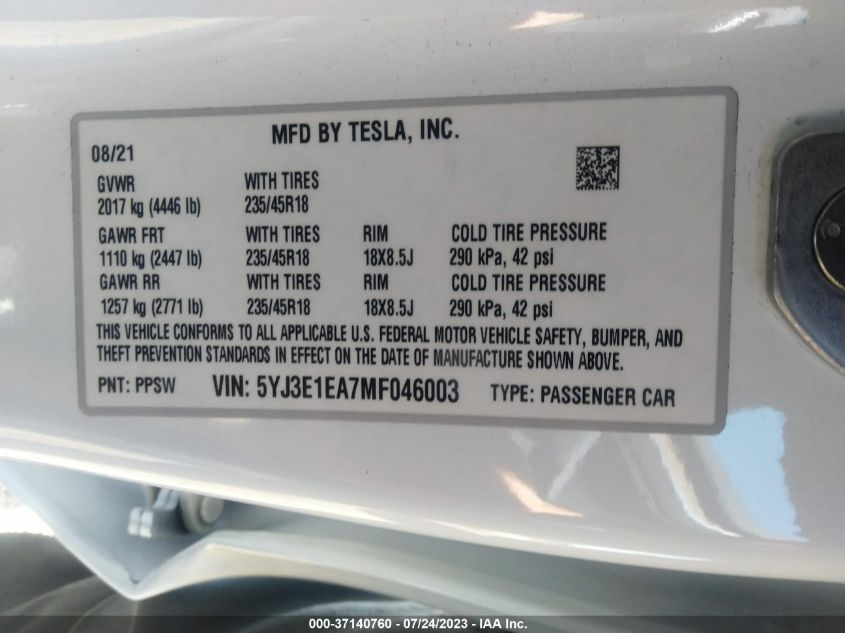 MFD BY TESLA, INC.
08/21
GVWR WITH TIRES
2017 kg (4446 lb) 235/45R18
GAWR FRT WITH TIRES RIM COLD TIRE PRESSURE
1110 kg (2447 lb) 235/45R18 18X8.5J 290 kPa, 42 psi
GAWR RR WITH TIRES RIM COLD TIRE PRESSURE
1257 kg (2771 lb) 235/45R18 18X8.5J 290 kPa, 42 psi
THIS VEHICLE CONFORMS TO ALL APPLICABLE U.S. FEDERAL MOTOR VEHICLE SAFETY, BUMPER, AND
THEFT PREVENTION STANDARDS IN EFFECT ON THE DATE OF MANUFACTURE SHOWN ABOVE.
PNT: PPSW VIN: 5YJ3E1EA7MF046003 TYPE: PASSENGER CAR
000-37140760 — 07/24/2023 - IAA Inc.